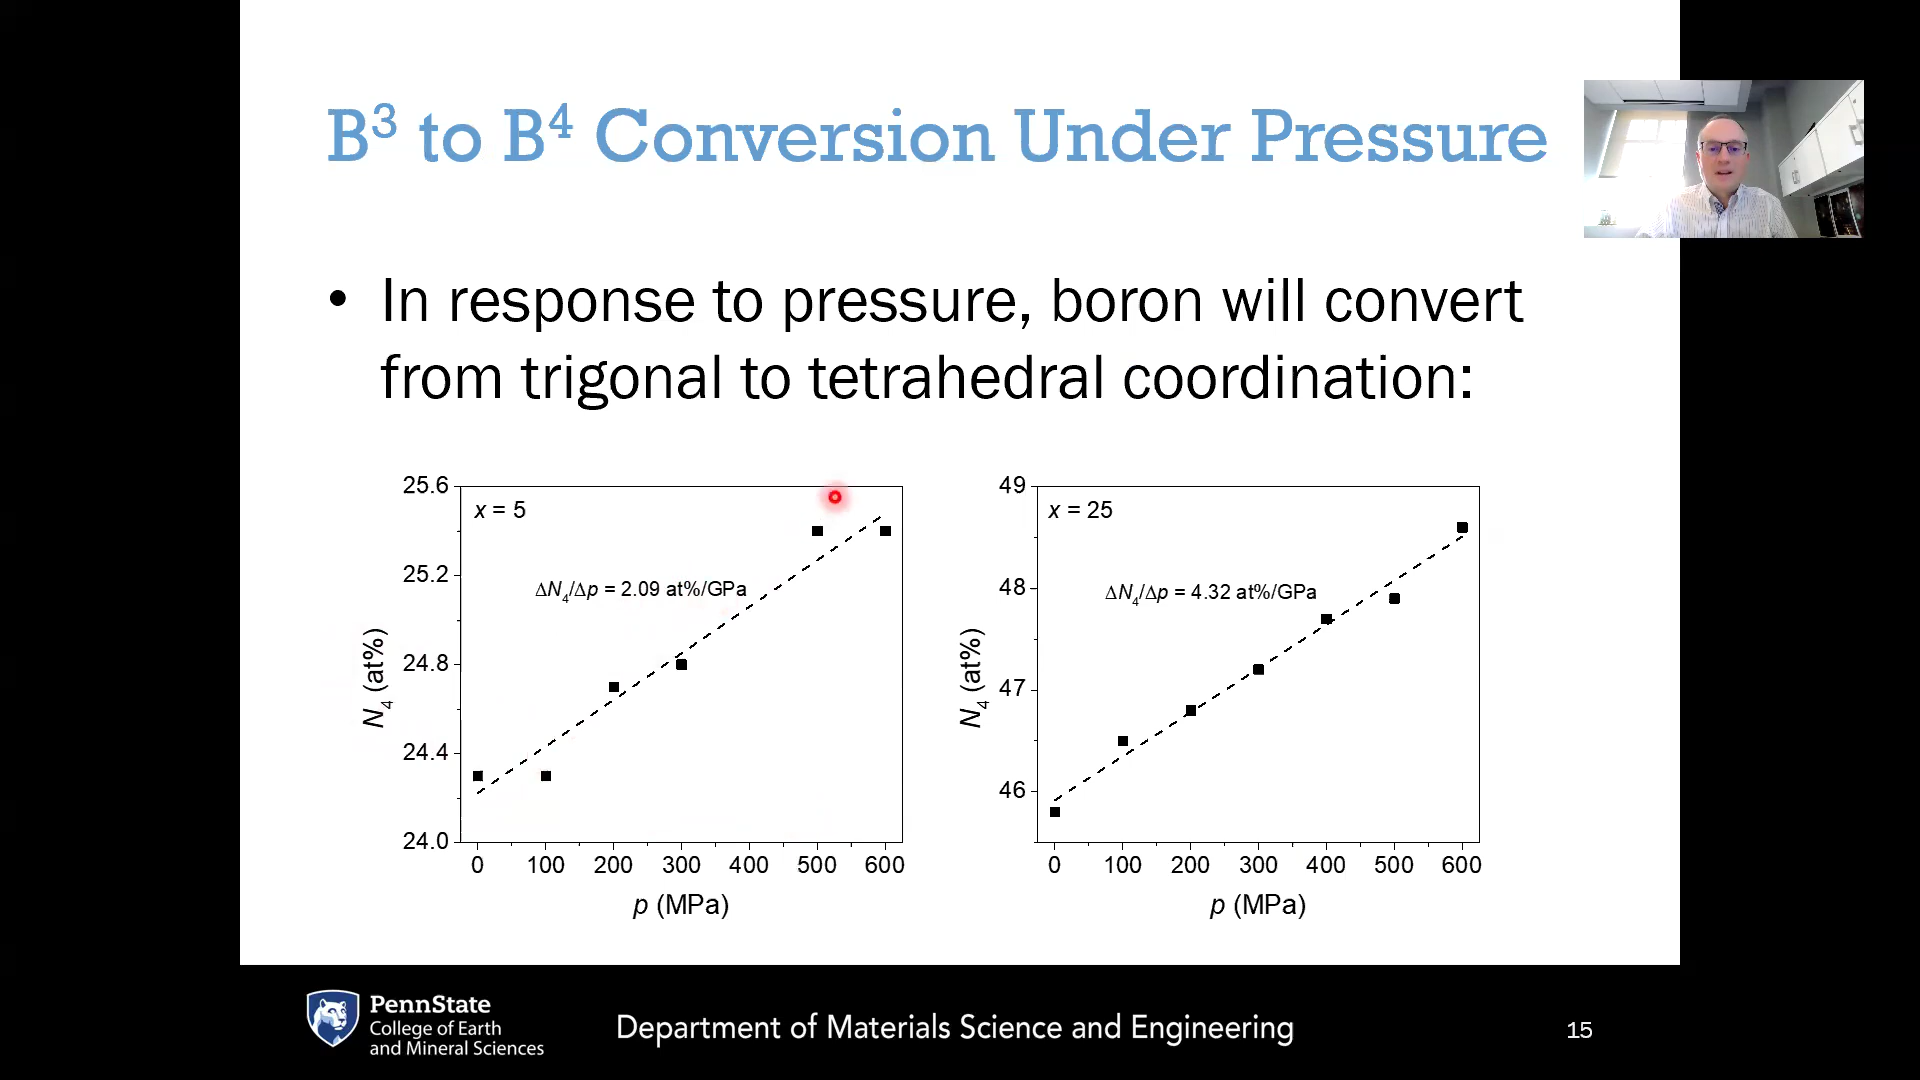 B³ to B⁴ Conversion Under Pressure
• In response to pressure, boron will convert
from trigonal to tetrahedral coordination:
25.6
25.2
24.8
24.4
24.0
N₄ (at%)
x = 5
ΔN₄/Δp = 2.09 at%/GPa
0 100 200 300 400 500 600
p (MPa)
49
48
47
46
N₄ (at%)
x = 25
ΔN₄/Δp = 4.32 at%/GPa
0 100 200 300 400 500 600
p (MPa)
PennState
College of Earth
and Mineral Sciences
Department of Materials Science and Engineering
15